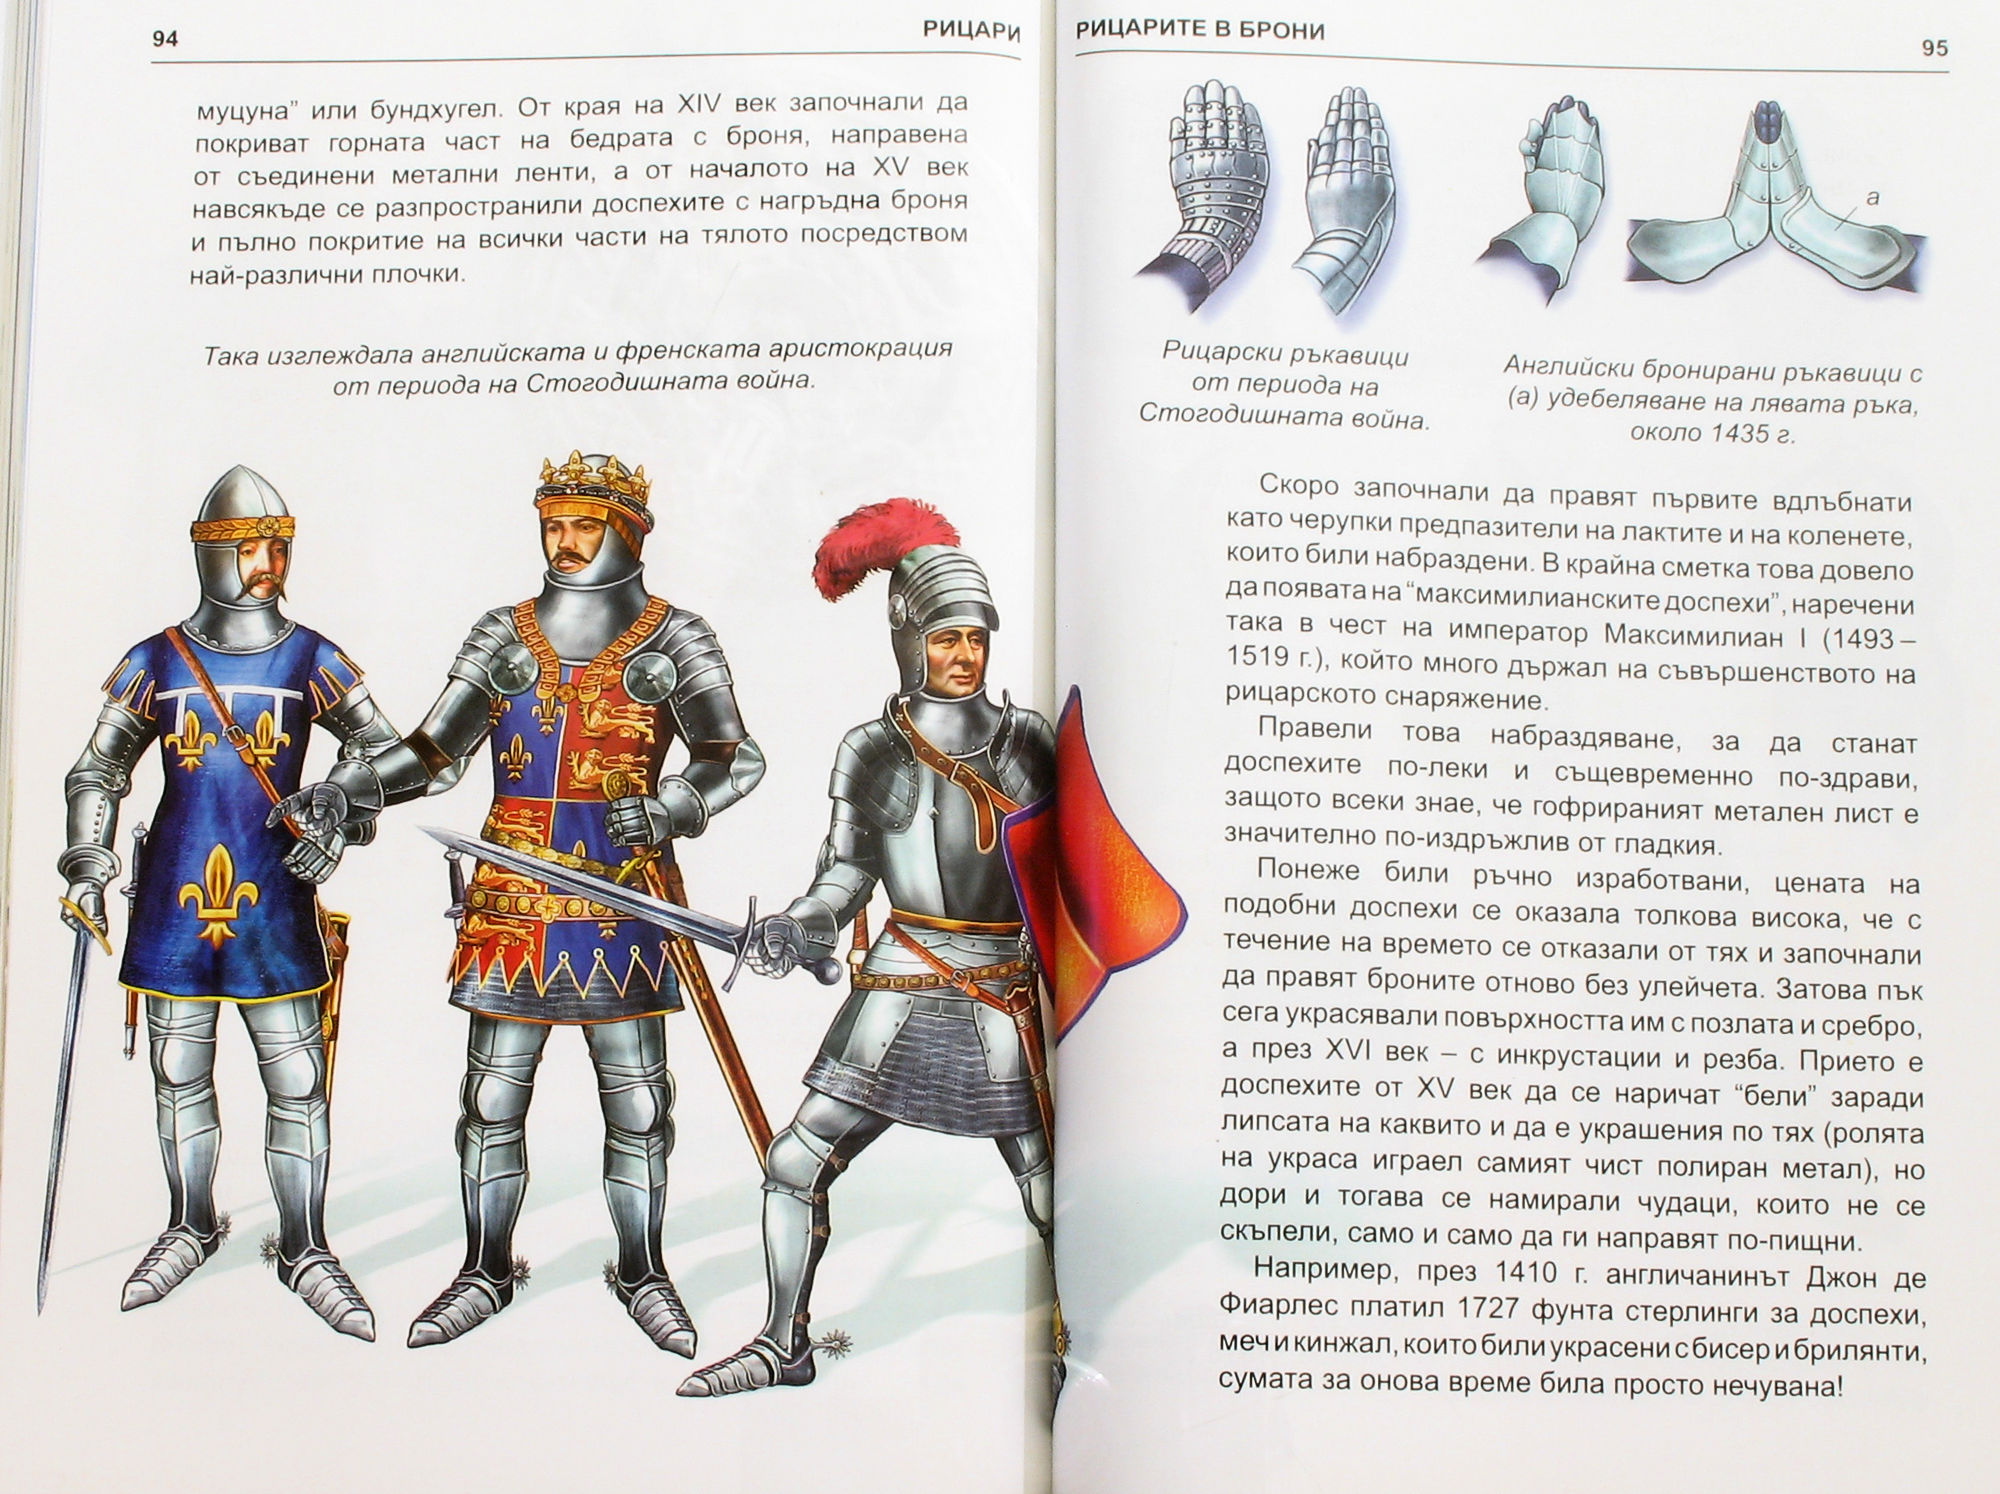 94
РИЦАРИ
муцуна” или бундхугел. От края на XIV век започнали да
покриват горната част на бедрата с броня, направена
от съединени метални ленти, а от началото на XV век
навсякъде се разпространили доспехите с нагръдна броня
и пълно покритие на всички части на тялото посредством
най-различни плочки.
Така изглеждала английската и френската аристокрация
от периода на Стогодишната война.
РИЦАРИТЕ В БРОНИ
95
а
Рицарски ръкавици
от периода на
Стогодишната война.
Английски бронирани ръкавици с
(а) удебеляване на лявата ръка,
около 1435 г.
Скоро започнали да правят първите вдлъбнати
като черупки предпазители на лактите и на коленете,
които били набраздени. В крайна сметка това довело
да появата на “максимилианските доспехи”, наречени
така в чест на император Максимилиан I (1493 –
1519 г.), който много държал на съвършенството на
рицарското снаряжение.
Правели това набраздяване, за да станат
доспехите по-леки и същевременно по-здрави,
защото всеки знае, че гофрираният метален лист е
значително по-издръжлив от гладкия.
Понеже били ръчно изработвани, цената на
подобни доспехи се оказала толкова висока, че с
течение на времето се отказали от тях и започнали
да правят броните отново без улейчета. Затова пък
сега украсявали повърхността им с позлата и сребро,
а през XVI век – с инкрустации и резба. Прието е
доспехите от XV век да се наричат “бели” заради
липсата на каквито и да е украшения по тях (ролята
на украса играел самият чист полиран метал), но
дори и тогава се намирали чудаци, които не се
скъпели, само и само да ги направят по-пищни.
Например, през 1410 г. англичанинът Джон де
Фиарлес платил 1727 фунта стерлинги за доспехи,
меч и кинжал, които били украсени с бисер и брилянти,
сумата за онова време била просто нечувана!